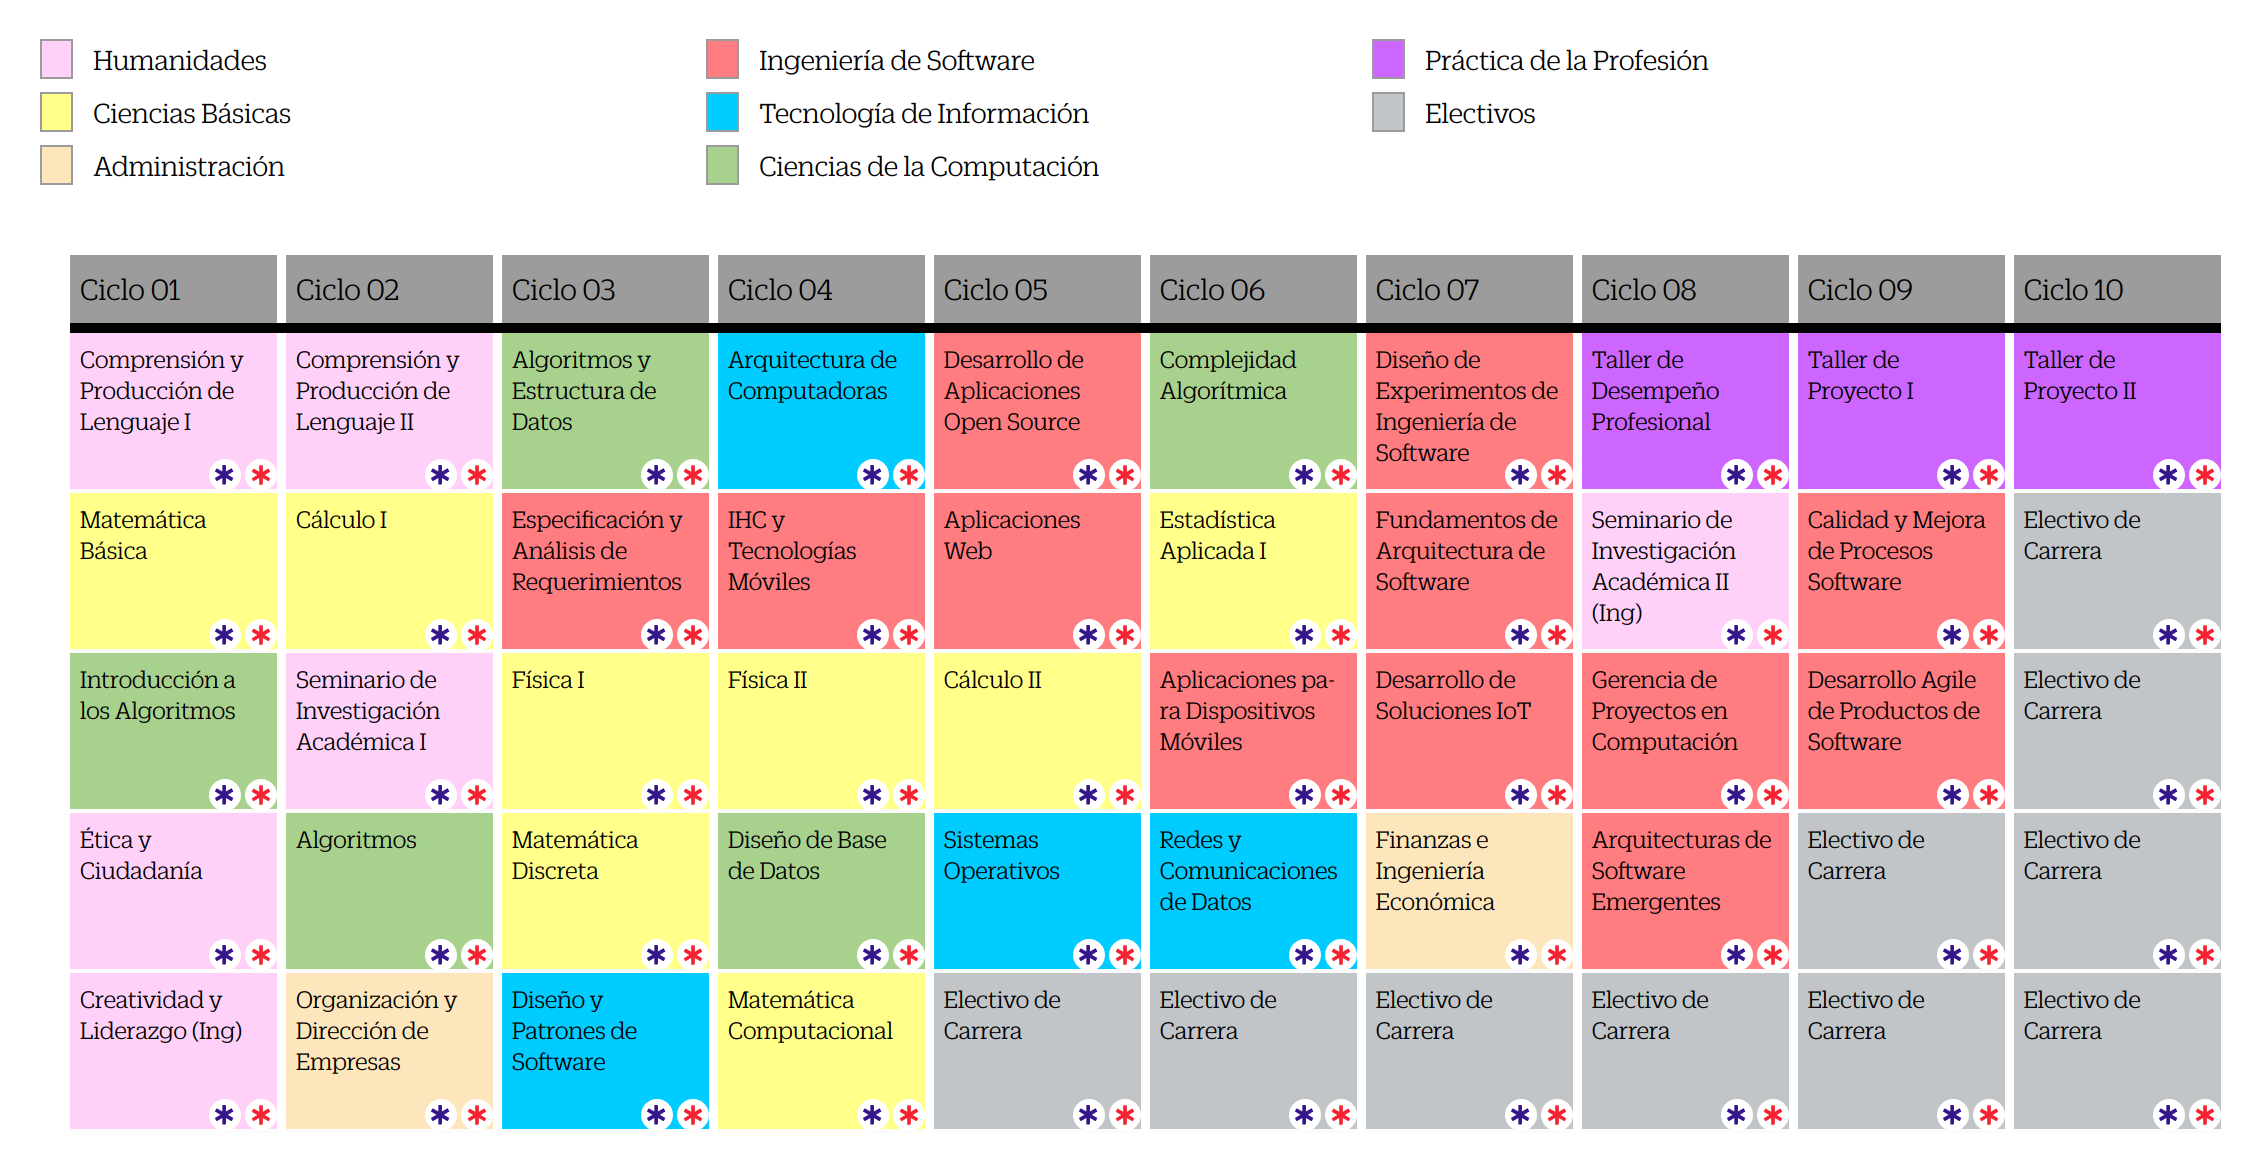 Humanidades
Ciencias Básicas
Administración
Ingeniería de Software
Tecnología de Información
Ciencias de la Computación
Práctica de la Profesión
Electivos
Ciclo 01
Ciclo 02
Ciclo 03
Ciclo 04
Ciclo 05
Ciclo 06
Ciclo 07
Ciclo 08
Ciclo 09
Ciclo 10
Comprensión y
Producción de
Lenguaje I
Comprensión y
Producción de
Lenguaje II
Algoritmos y
Estructura de
Datos
Arquitectura de
Computadoras
Desarrollo de
Aplicaciones
Open Source
Complejidad
Algorítmica
Diseño de
Experimentos de
Ingeniería de
Software
Taller de
Desempeño
Profesional
Taller de
Proyecto I
Taller de
Proyecto II
Matemática
Básica
Cálculo I
Especificación y
Análisis de
Requerimientos
IHC y
Tecnologías
Móviles
Aplicaciones
Web
Estadística
Aplicada I
Fundamentos de
Arquitectura de
Software
Seminario de
Investigación
Académica II
(Ing)
Calidad y Mejora
de Procesos
Software
Electivo de
Carrera
Introducción a
los Algoritmos
Seminario de
Investigación
Académica I
Física I
Física II
Cálculo II
Aplicaciones pa-
ra Dispositivos
Móviles
Desarrollo de
Soluciones IoT
Gerencia de
Proyectos en
Computación
Desarrollo Agile
de Productos de
Software
Electivo de
Carrera
Ética y
Ciudadanía
Algoritmos
Matemática
Discreta
Diseño de Base
de Datos
Sistemas
Operativos
Redes y
Comunicaciones
de Datos
Finanzas e
Ingeniería
Económica
Arquitecturas de
Software
Emergentes
Electivo de
Carrera
Electivo de
Carrera
Creatividad y
Liderazgo (Ing)
Organización y
Dirección de
Empresas
Diseño y
Patrones de
Software
Matemática
Computacional
Electivo de
Carrera
Electivo de
Carrera
Electivo de
Carrera
Electivo de
Carrera
Electivo de
Carrera
Electivo de
Carrera